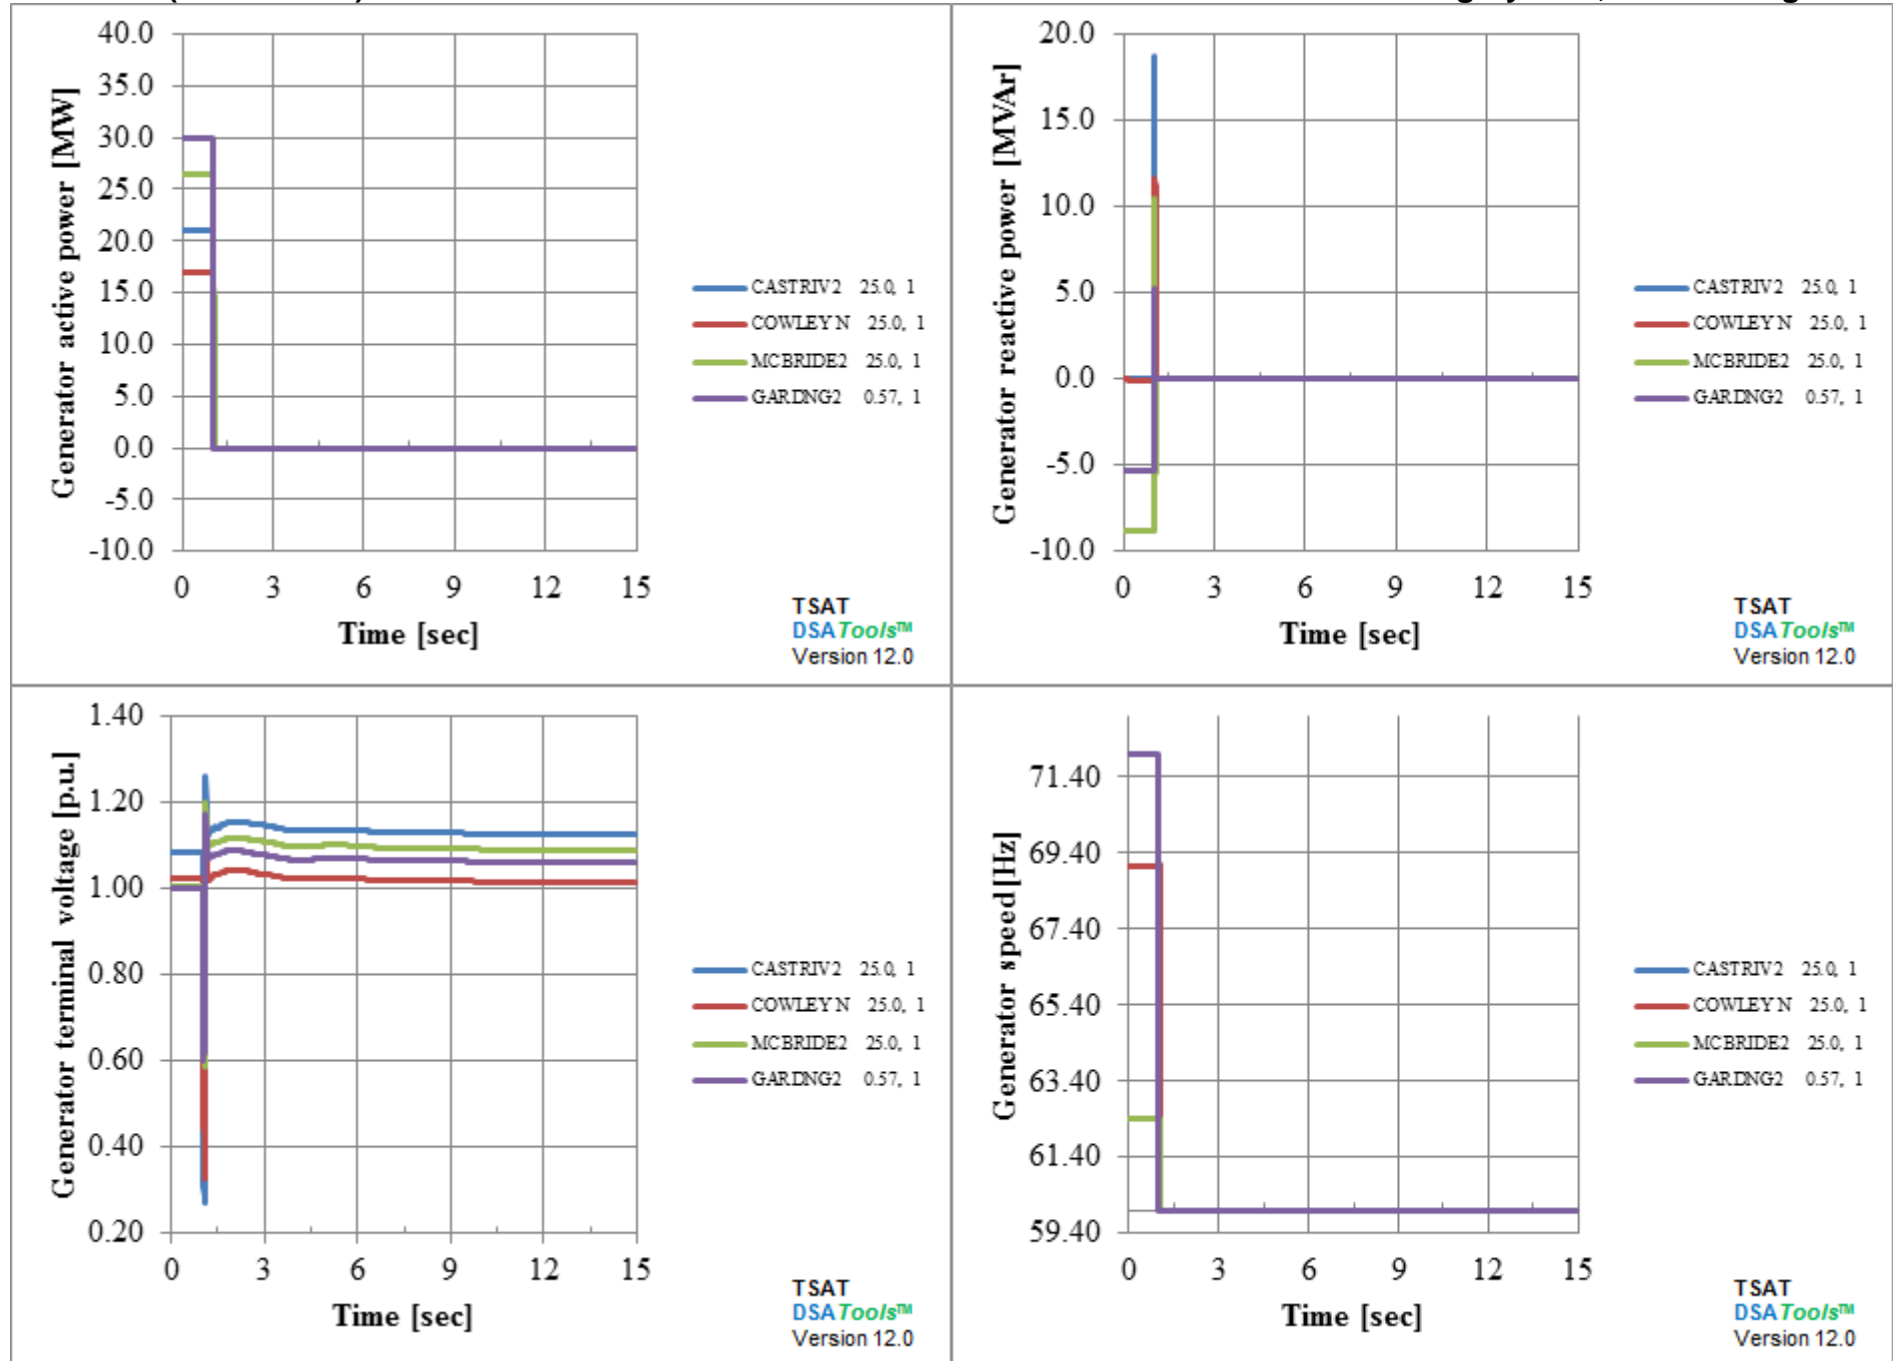 40.0
35.0
30.0
25.0
20.0
15.0
10.0
5.0
0.0
-5.0
-10.0
Generator active power [MW]
0 3 6 9 12 15
Time [sec]
CASTRIV2 25.0, 1
COWLEYN 25.0, 1
MCBRIDE2 25.0, 1
GARDNG2 0.57, 1
TSAT
DSATools™
Version 12.0
20.0
15.0
10.0
5.0
0.0
-5.0
-10.0
Generator reactive power [MVAr]
0 3 6 9 12 15
Time [sec]
CASTRIV2 25.0, 1
COWLEYN 25.0, 1
MCBRIDE2 25.0, 1
GARDNG2 0.57, 1
TSAT
DSATools™
Version 12.0
1.40
1.20
1.00
0.80
0.60
0.40
0.20
Generator terminal voltage [p.u.]
0 3 6 9 12 15
Time [sec]
CASTRIV2 25.0, 1
COWLEYN 25.0, 1
MCBRIDE2 25.0, 1
GARDNG2 0.57, 1
TSAT
DSATools™
Version 12.0
71.40
69.40
67.40
65.40
63.40
61.40
59.40
Generator speed [Hz]
0 3 6 9 12 15
Time [sec]
CASTRIV2 25.0, 1
COWLEYN 25.0, 1
MCBRIDE2 25.0, 1
GARDNG2 0.57, 1
TSAT
DSATools™
Version 12.0